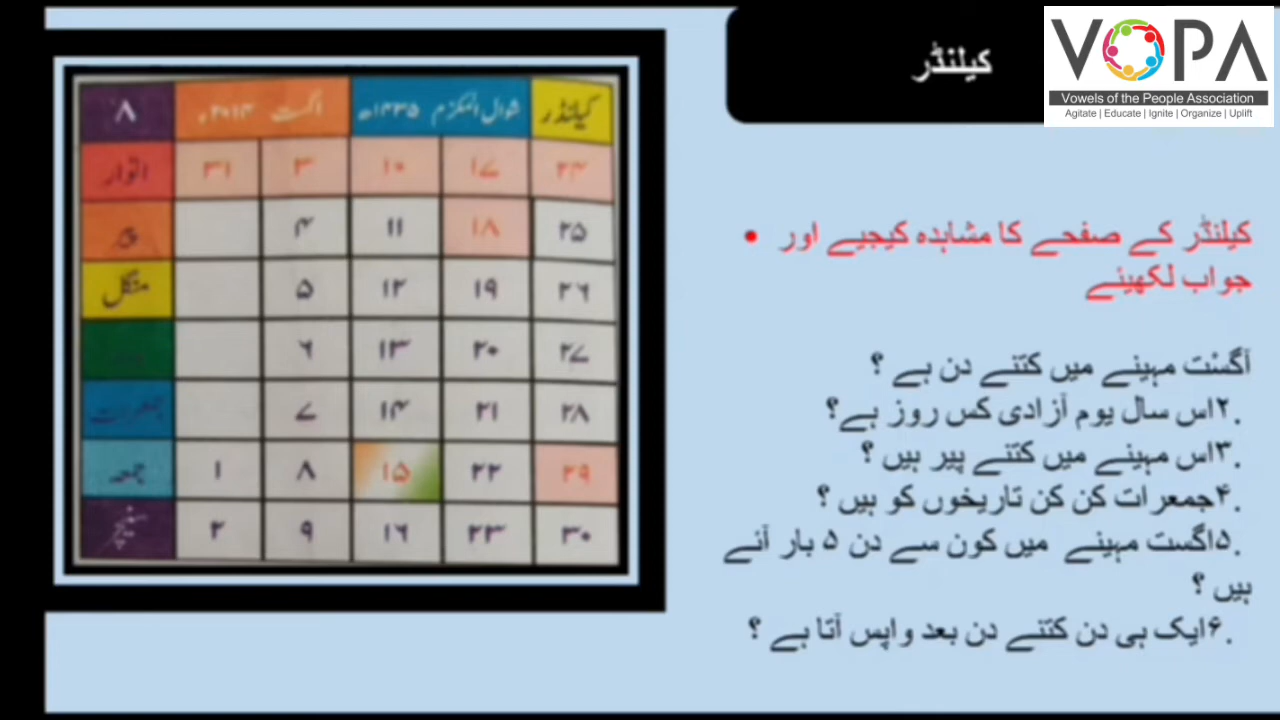 کیلنڈر
VOPA
Vowels of the People Association
Agitate | Educate | Ignite | Organize | Uplift
کیلنڈر شوال المکرم ۱۴۳۵ھ اگست ۲۰۱۴ء ۸
۲۴ ۱۷ ۱۰ ۳ ۳۱ اتوار
۲۵ ۱۸ ۱۱ ۴ پیر
۲۶ ۱۹ ۱۲ ۵ منگل
۲۷ ۲۰ ۱۳ ۶
۲۸ ۲۱ ۱۴ ۷ جمعرات
۲۹ ۲۲ ۱۵ ۸ ۱ جمعہ
۳۰ ۲۳ ۱۶ ۹ ۲ سنیچر
• کیلنڈر کے صفحے کا مشاہدہ کیجیے اور
جواب لکھیئے
آگسٹ مہینے میں کتنے دن ہے ؟
۲.اس سال یوم آزادی کس روز ہے؟
۳.اس مہینے میں کتنے پیر ہیں ؟
۴.جمعرات کن کن تاریخوں کو ہیں ؟
۵.اگست مہینے میں کون سے دن ۵ بار آئے
ہیں ؟
۶.ایک ہی دن کتنے دن بعد واپس آتا ہے ؟